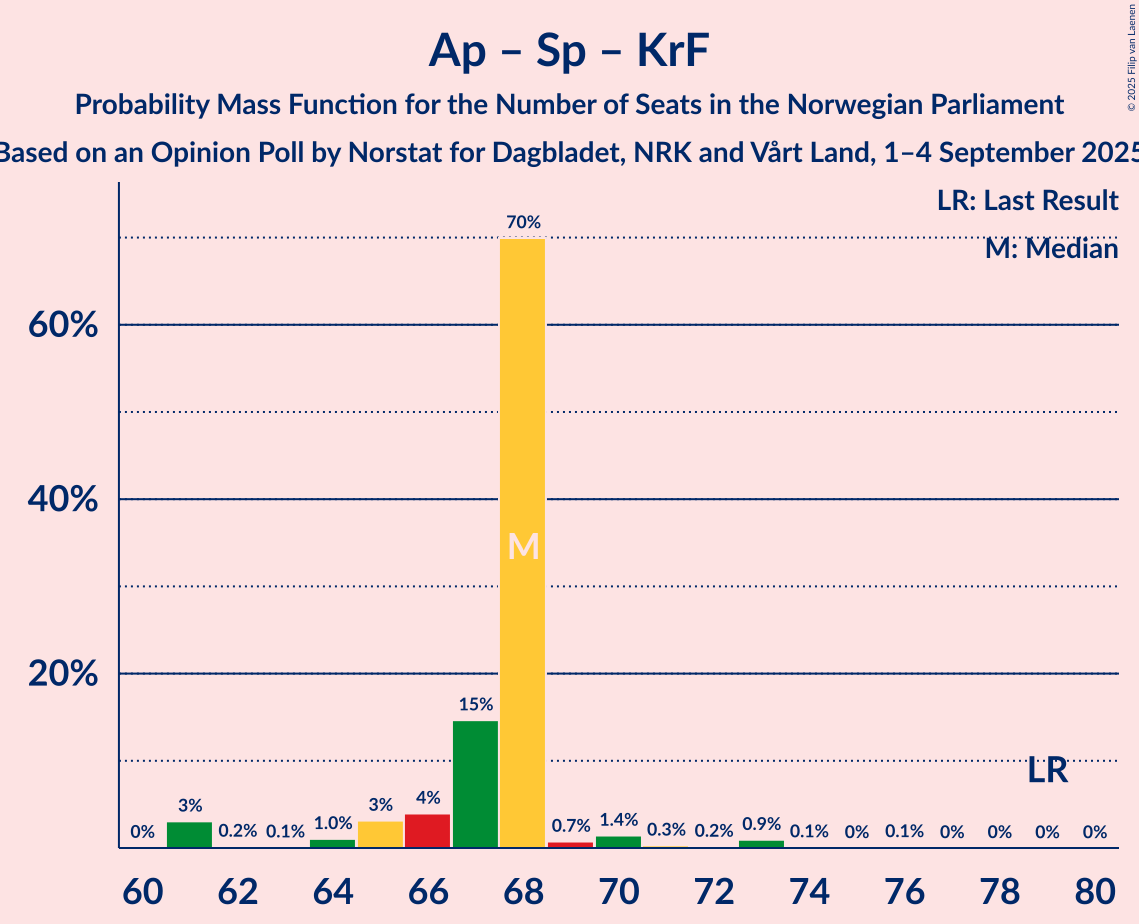 Ap – Sp – KrF
Probability Mass Function for the Number of Seats in the Norwegian Parliament
Based on an Opinion Poll by Norstat for Dagbladet, NRK and Vårt Land, 1–4 September 2025
© 2025 Filip van Laenen
LR: Last Result
M: Median
60%
40%
20%
0%
3%
0.2%
0.1%
1.0%
3%
4%
15%
70%
M
0.7%
1.4%
0.3%
0.2%
0.9%
0.1%
0%
0.1%
0%
0%
LR
0%
0%
60 62 64 66 68 70 72 74 76 78 80